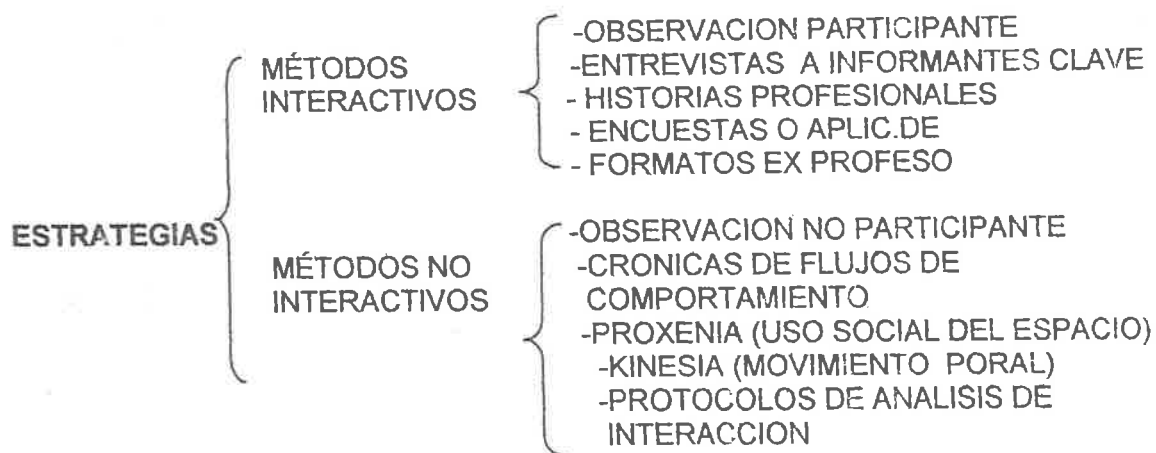 MÉTODOS
INTERACTIVOS
-OBSERVACION PARTICIPANTE
-ENTREVISTAS A INFORMANTES CLAVE
- HISTORIAS PROFESIONALES
- ENCUESTAS O APLIC.DE
- FORMATOS EX PROFESO
ESTRATEGIAS
MÉTODOS NO
INTERACTIVOS
-OBSERVACION NO PARTICIPANTE
-CRONICAS DE FLUJOS DE
COMPORTAMIENTO
-PROXENIA (USO SOCIAL DEL ESPACIO)
-KINESIA (MOVIMIENTO PORAL)
-PROTOCOLOS DE ANALISIS DE
INTERACCION